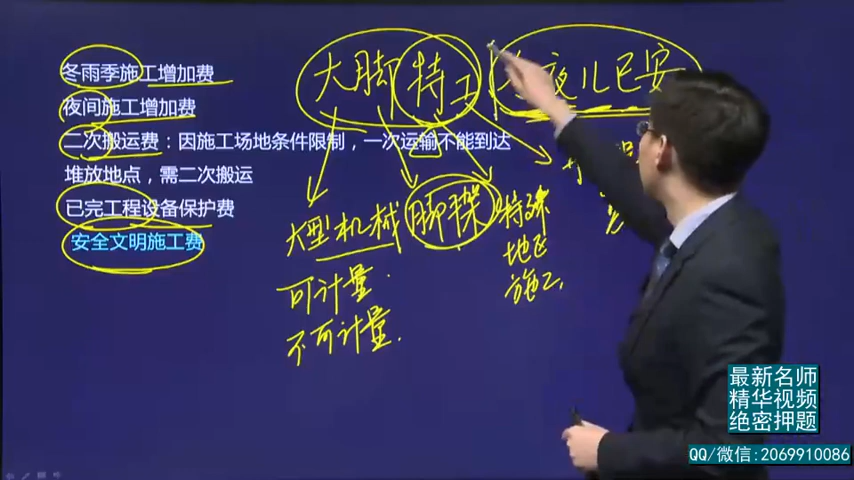 冬雨季施工增加费
夜间施工增加费
二次搬运费：因施工场地条件限制，一次运输不能到达
堆放地点，需二次搬运
已完工程设备保护费
安全文明施工费
大脚特工
夜儿已安
大型机械
脚手架
特殊
地区
施工
可计量
不可计量
最新名师
精华视频
绝密押题
QQ/微信:2069910086